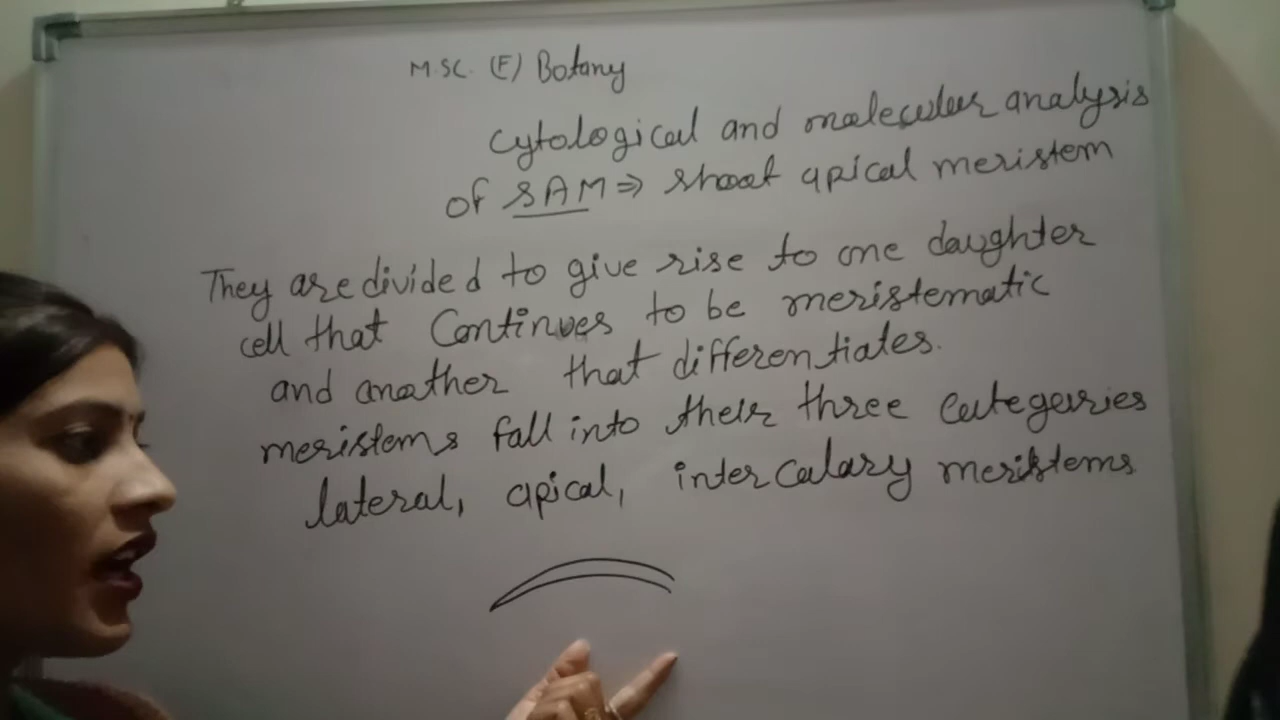 M.SC. (F) Botany
cytological and molecular analysis
of SAM ⇒ shoot apical meristem
They are divided to give rise to one daughter
cell that Continues to be meristematic
and another that differentiates.
meristems fall into their three categories
lateral, apical, intercalary meristems